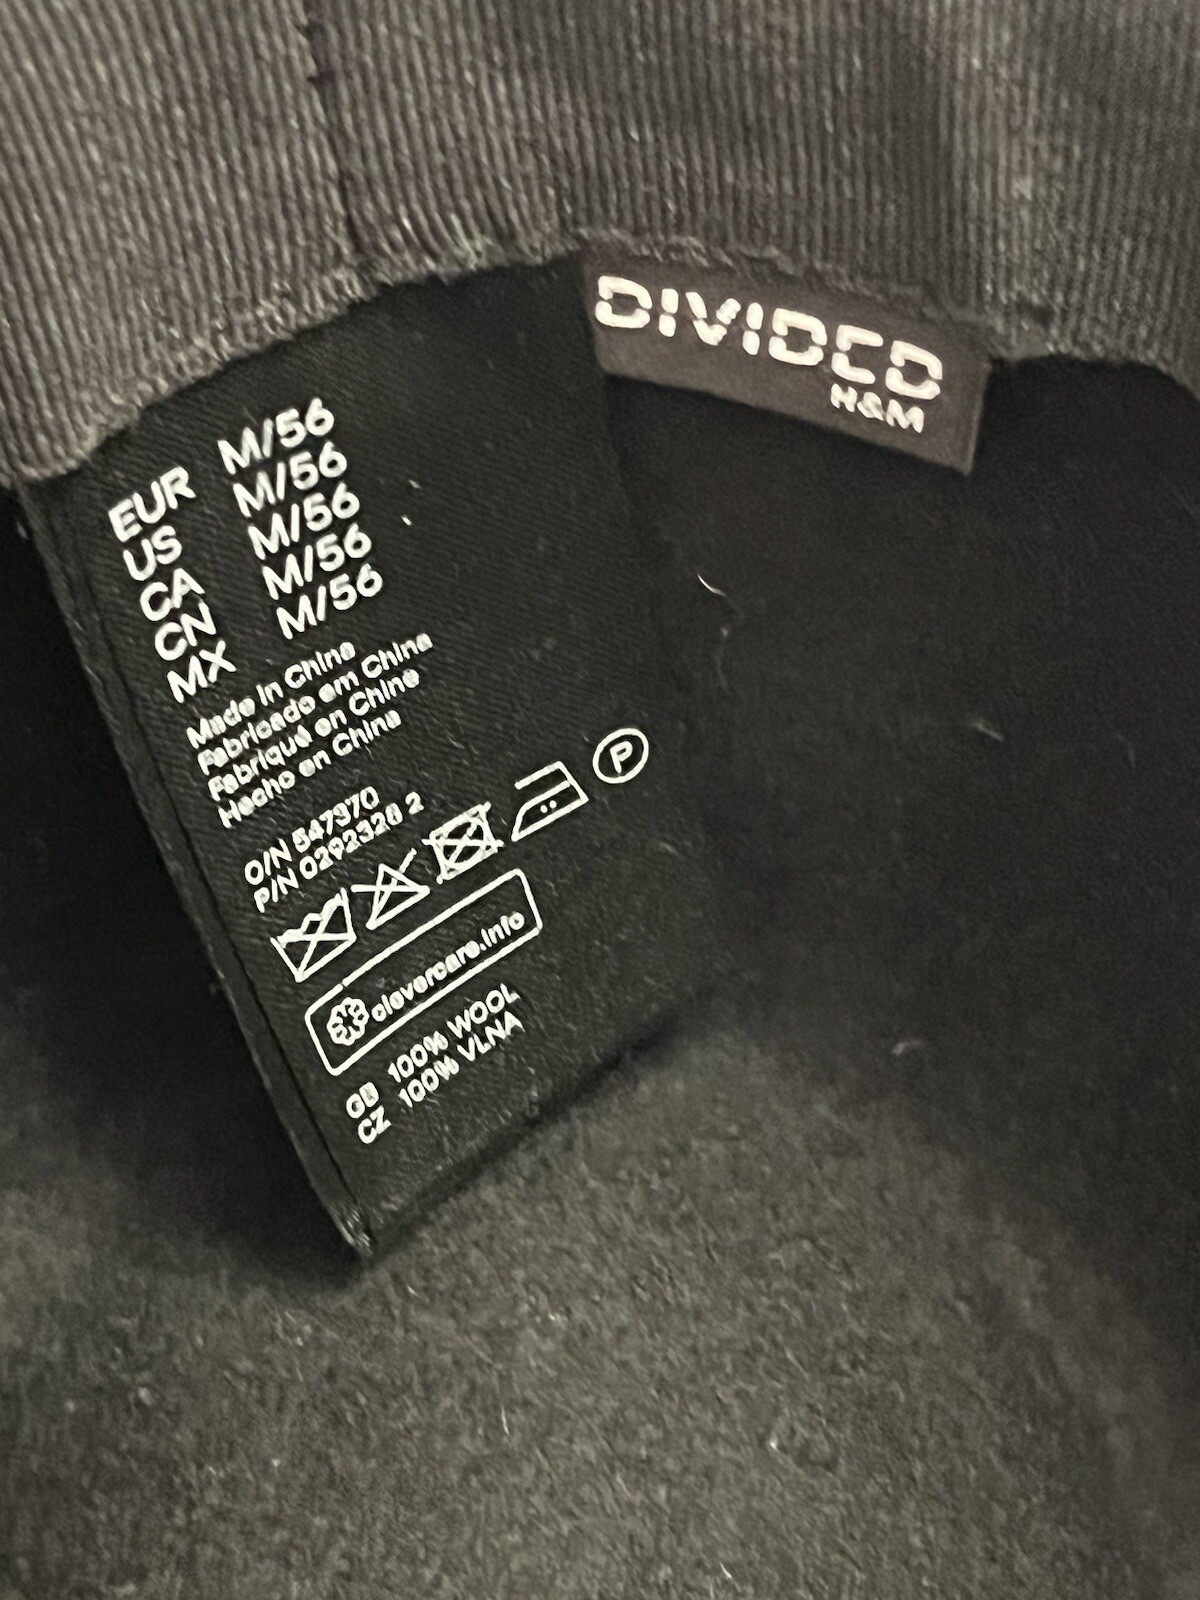 DIVIDED
H&M
EUR M/56
US M/56
CA M/56
CN M/56
MX M/56
Made in China
Fabricado em China
Fabriqué en Chine
Hecho en China
O/N 547370
P/N 0292328 2
P
clevercare.info
GB 100% WOOL
CZ 100% VLNA